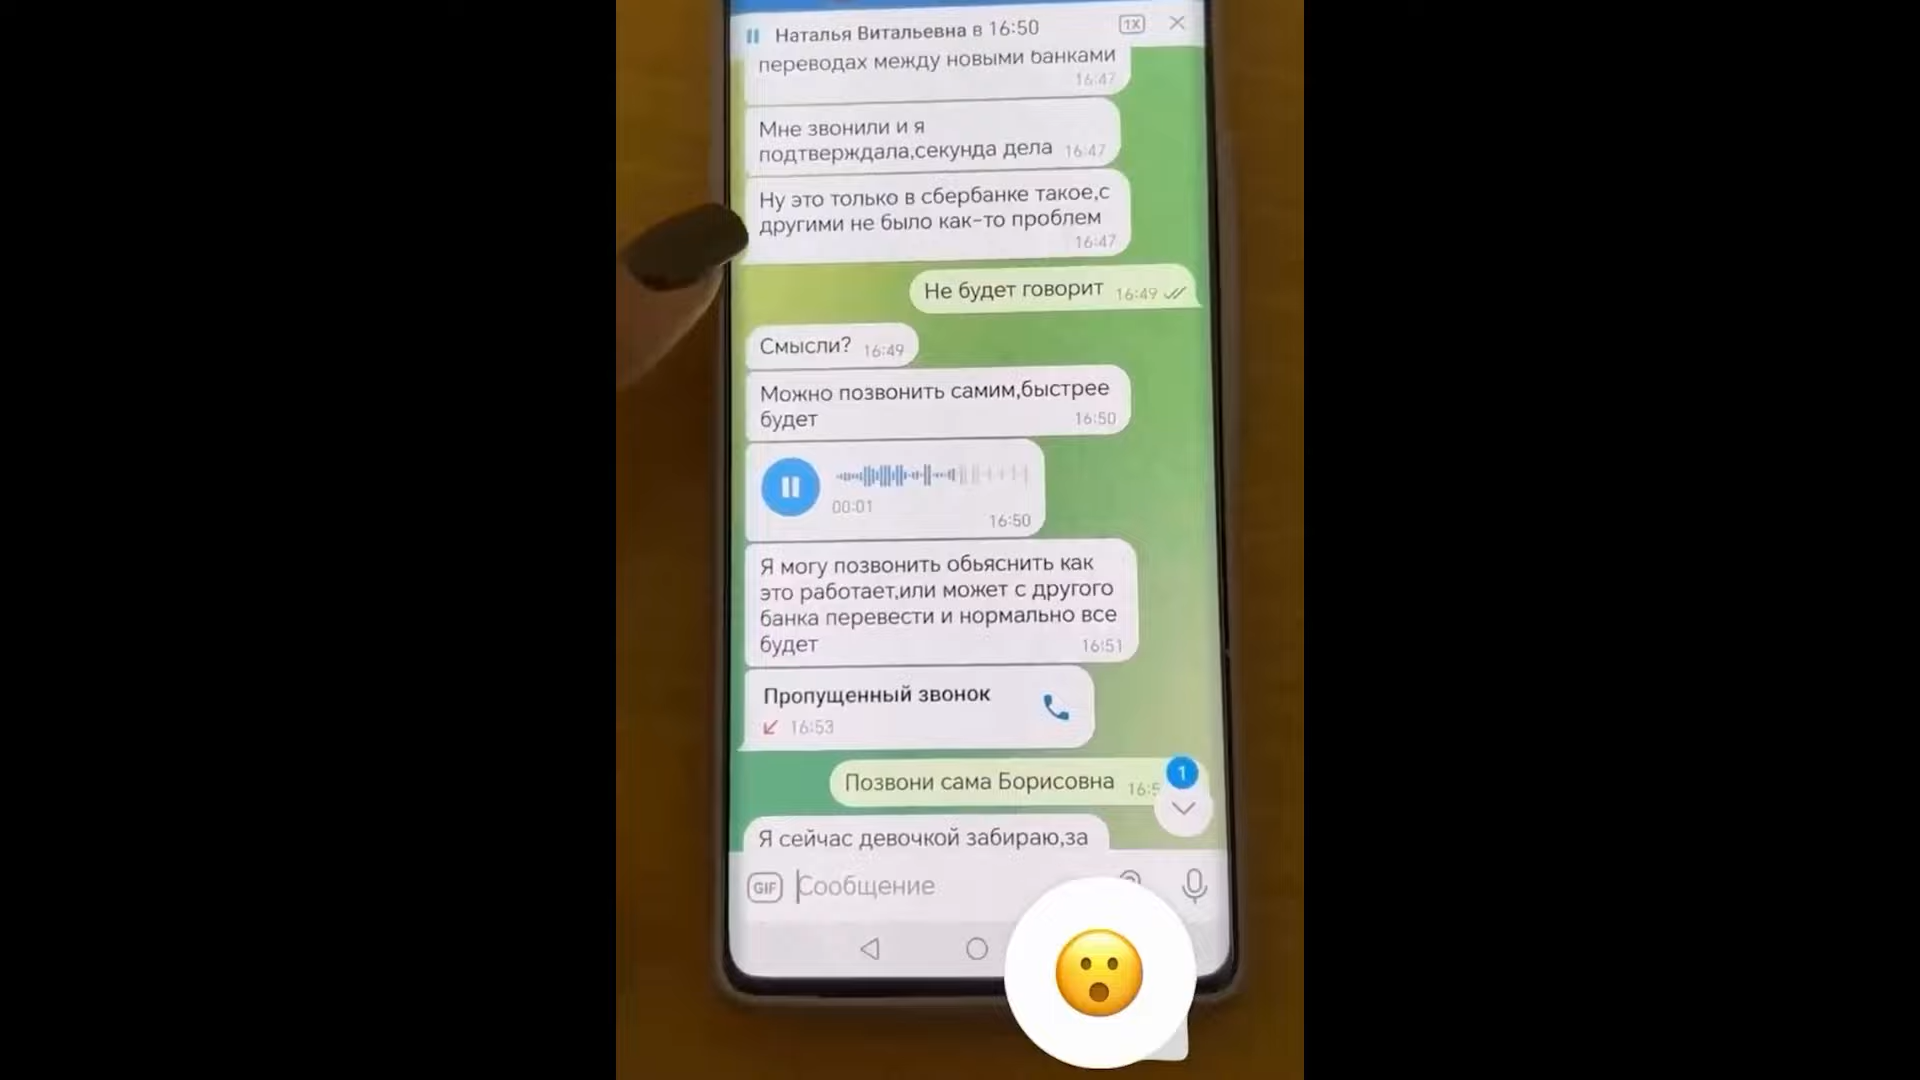 Наталья Витальевна в 16:50 1X
переводах между новыми банками
16:47
Мне звонили и я
подтверждала,секунда дела 16:47
Ну это только в сбербанке такое,с
другими не было как-то проблем
16:47
Не будет говорит 16:49
Смысли? 16:49
Можно позвонить самим,быстрее
будет 16:50
00:01
16:50
Я могу позвонить обьяснить как
это работает,или может с другого
банка перевести и нормально все
будет 16:51
Пропущенный звонок
16:53
Позвони сама Борисовна 16:5
1
Я сейчас девочкой забираю,за
GIF Сообщение